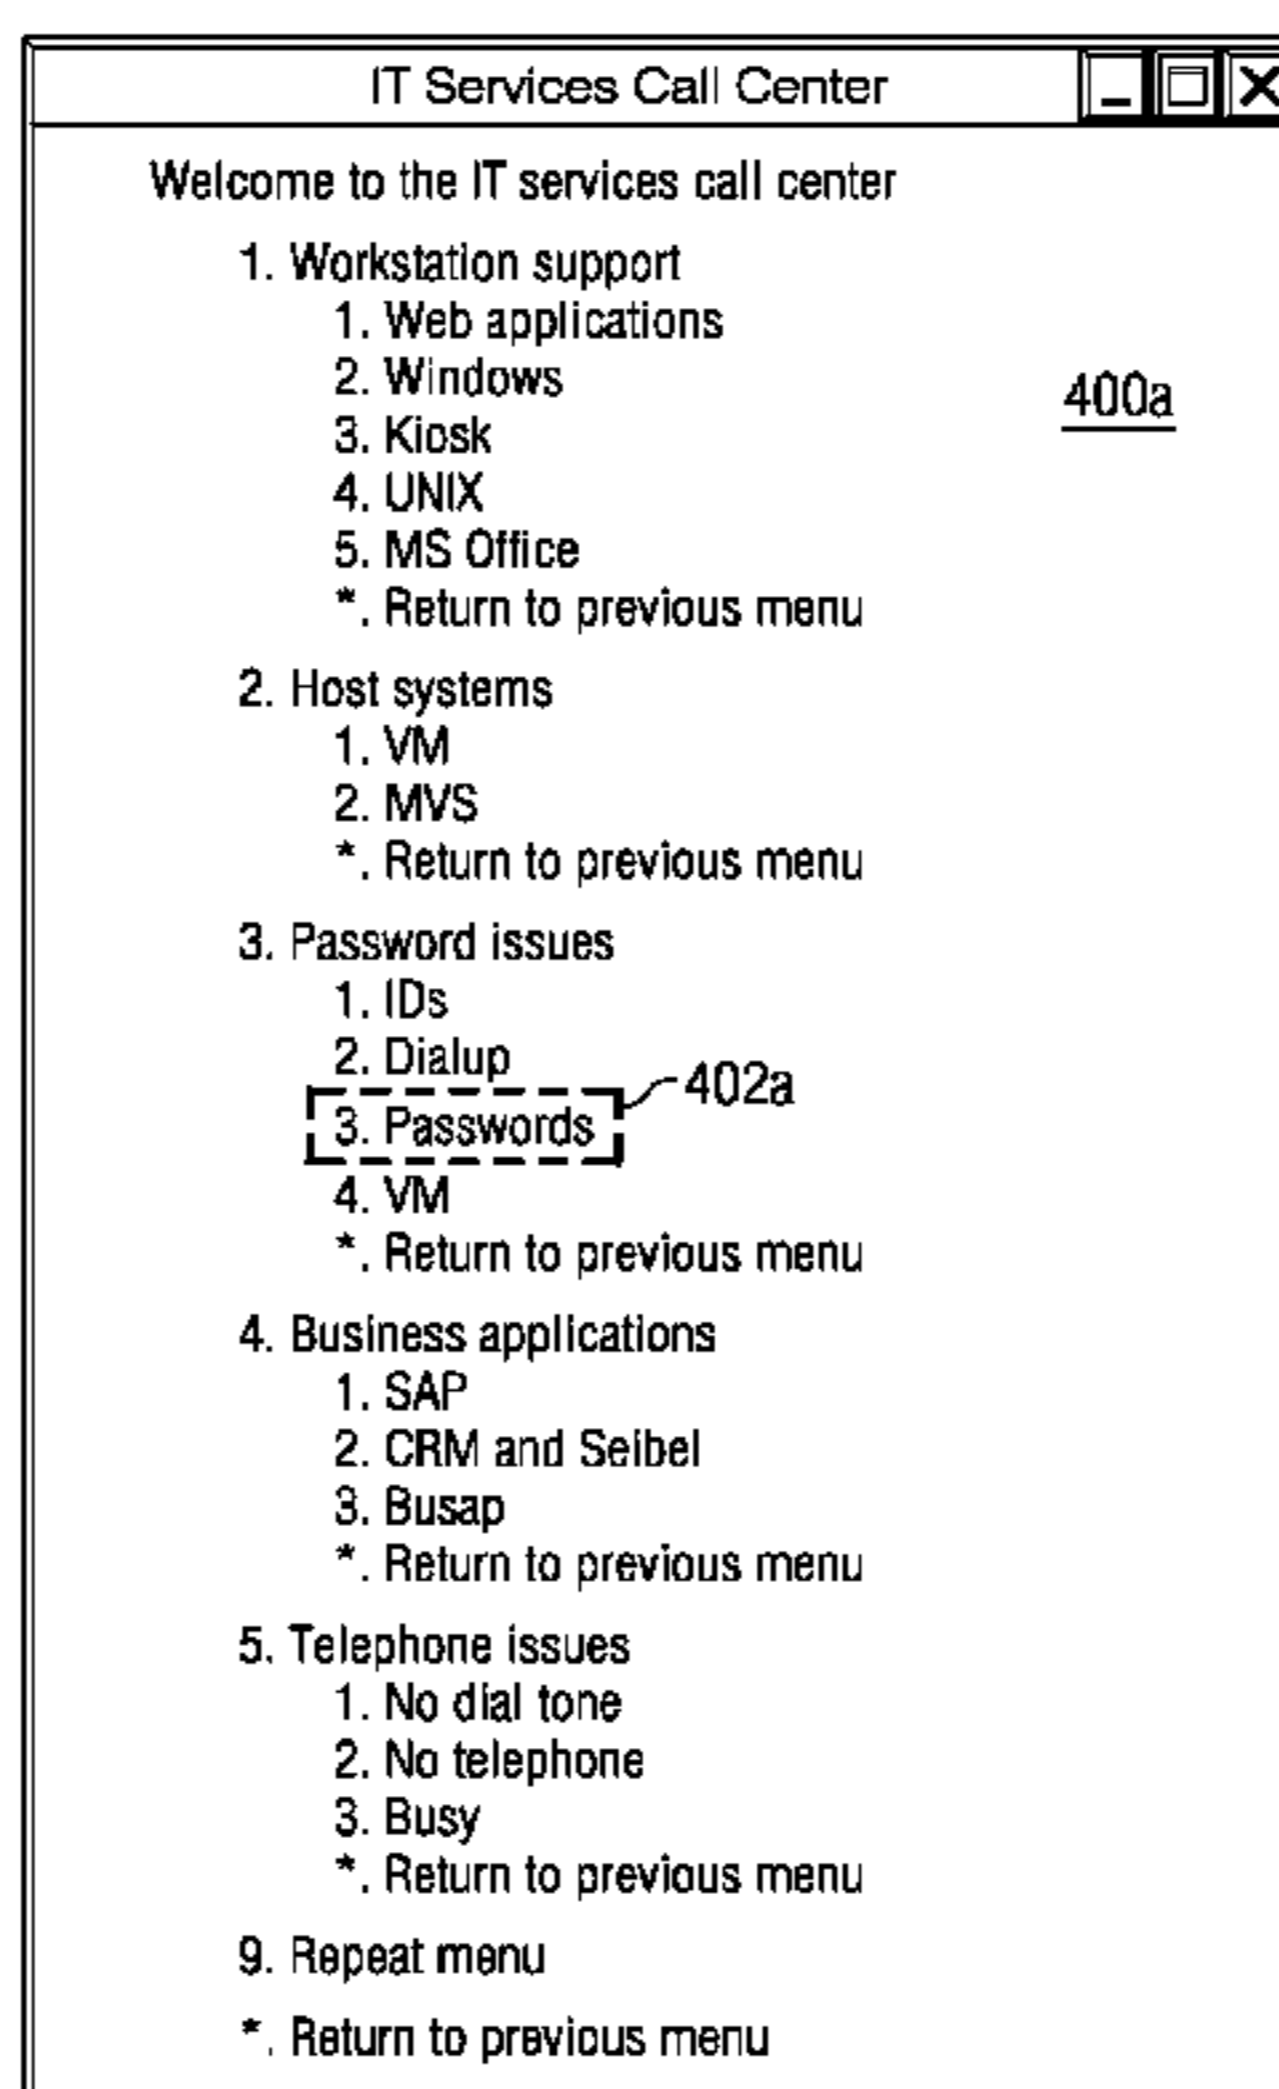 IT Services Call Center
Welcome to the IT services call center
1. Workstation support
1. Web applications
2. Windows
400a
3. Kiosk
4. UNIX
5. MS Office
*. Return to previous menu
2. Host systems
1. VM
2. MVS
*. Return to previous menu
3. Password issues
1. IDs
2. Dialup
402a
3. Passwords
4. VM
*. Return to previous menu
4. Business applications
1. SAP
2. CRM and Seibel
3. Busap
*. Return to previous menu
5. Telephone issues
1. No dial tone
2. No telephone
3. Busy
*. Return to previous menu
9. Repeat menu
*. Return to previous menu